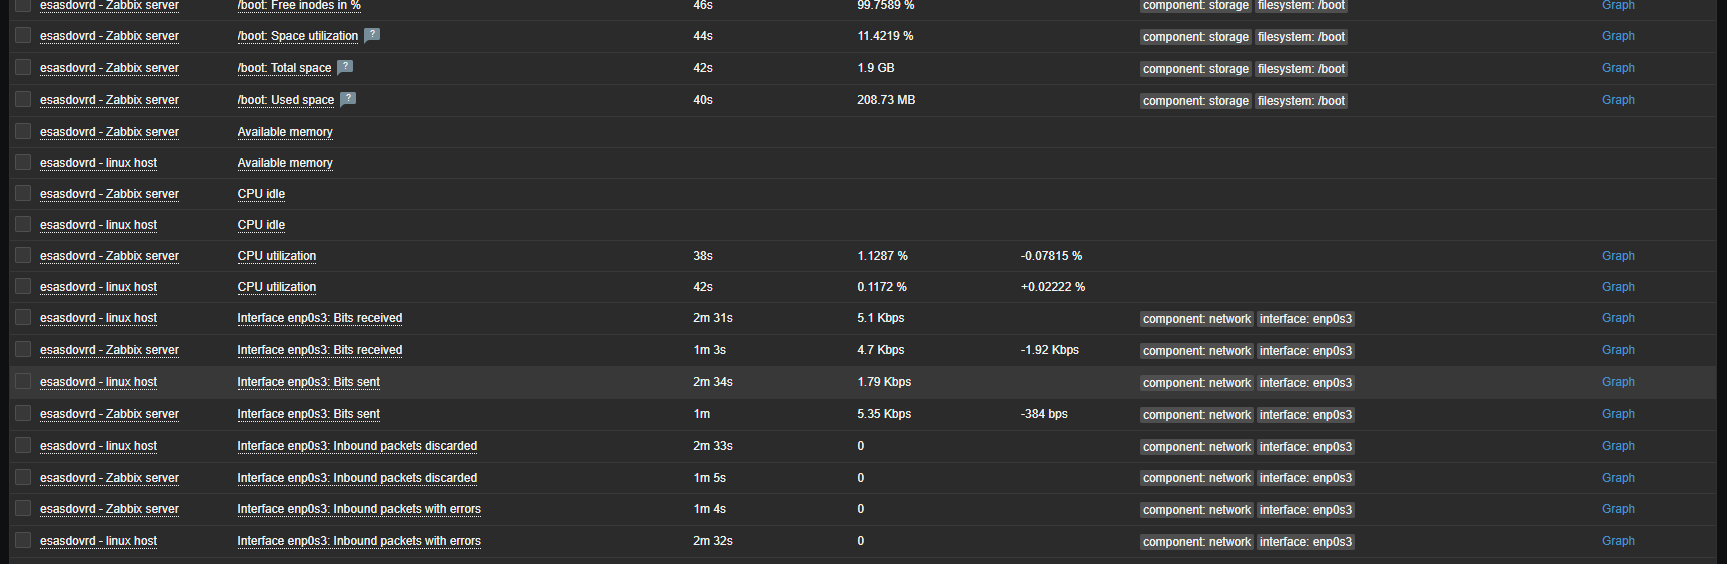 esasdovrd - Zabbix server /boot: Free inodes in % 46s 99.7589 % component: storage filesystem: /boot Graph
esasdovrd - Zabbix server /boot: Space utilization ? 44s 11.4219 % component: storage filesystem: /boot Graph
esasdovrd - Zabbix server /boot: Total space ? 42s 1.9 GB component: storage filesystem: /boot Graph
esasdovrd - Zabbix server /boot: Used space ? 40s 208.73 MB component: storage filesystem: /boot Graph
esasdovrd - Zabbix server Available memory
esasdovrd - linux host Available memory
esasdovrd - Zabbix server CPU idle
esasdovrd - linux host CPU idle
esasdovrd - Zabbix server CPU utilization 38s 1.1287 % -0.07815 % Graph
esasdovrd - linux host CPU utilization 42s 0.1172 % +0.02222 % Graph
esasdovrd - linux host Interface enp0s3: Bits received 2m 31s 5.1 Kbps component: network interface: enp0s3 Graph
esasdovrd - Zabbix server Interface enp0s3: Bits received 1m 3s 4.7 Kbps -1.92 Kbps component: network interface: enp0s3 Graph
esasdovrd - linux host Interface enp0s3: Bits sent 2m 34s 1.79 Kbps component: network interface: enp0s3 Graph
esasdovrd - Zabbix server Interface enp0s3: Bits sent 1m 5.35 Kbps -384 bps component: network interface: enp0s3 Graph
esasdovrd - linux host Interface enp0s3: Inbound packets discarded 2m 33s 0 component: network interface: enp0s3 Graph
esasdovrd - Zabbix server Interface enp0s3: Inbound packets discarded 1m 5s 0 component: network interface: enp0s3 Graph
esasdovrd - Zabbix server Interface enp0s3: Inbound packets with errors 1m 4s 0 component: network interface: enp0s3 Graph
esasdovrd - linux host Interface enp0s3: Inbound packets with errors 2m 32s 0 component: network interface: enp0s3 Graph